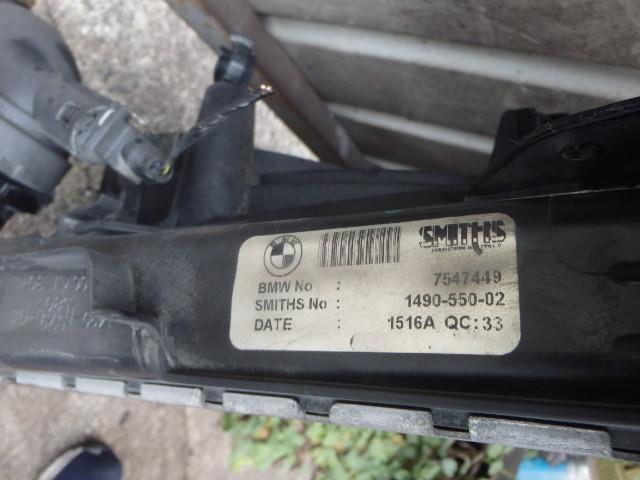 BMW
SMITHS
BMW No : 7547449
SMITHS No : 1490-550-02
DATE : 1516A QC:33